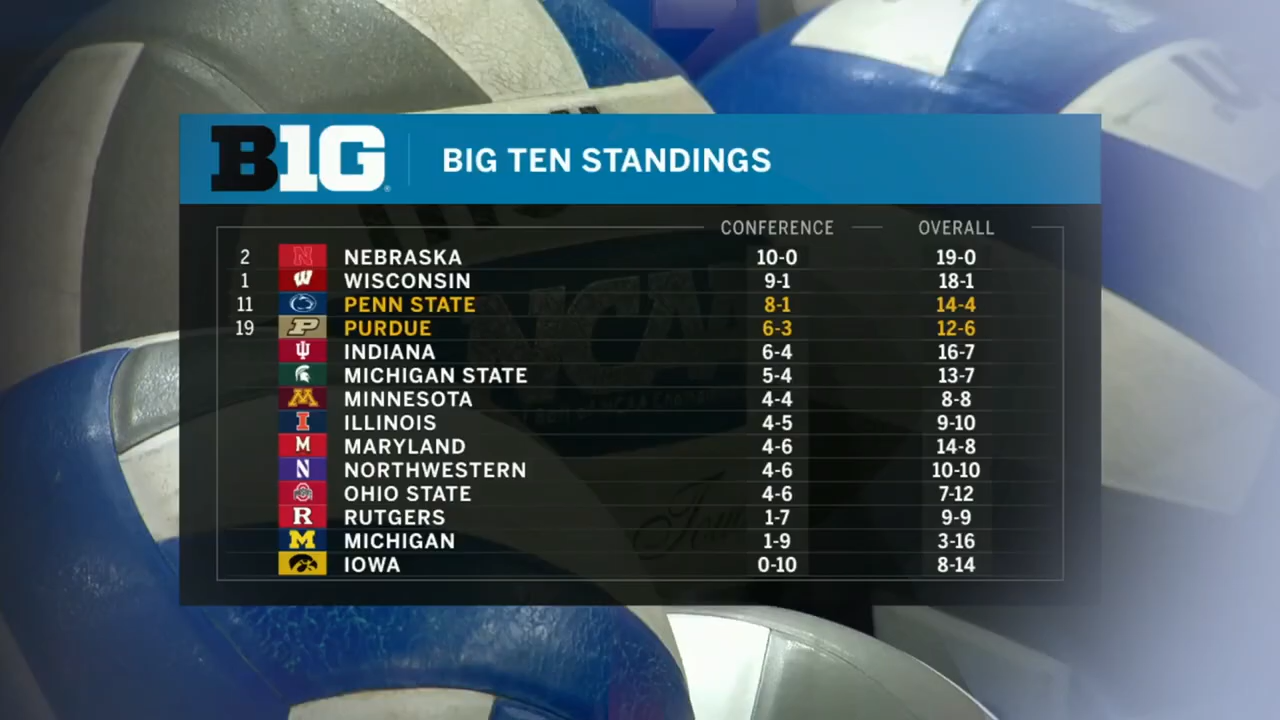 B1G BIG TEN STANDINGS
CONFERENCE OVERALL
2 NEBRASKA 10-0 19-0
1 WISCONSIN 9-1 18-1
11 PENN STATE 8-1 14-4
19 PURDUE 6-3 12-6
INDIANA 6-4 16-7
MICHIGAN STATE 5-4 13-7
MINNESOTA 4-4 8-8
ILLINOIS 4-5 9-10
MARYLAND 4-6 14-8
NORTHWESTERN 4-6 10-10
OHIO STATE 4-6 7-12
RUTGERS 1-7 9-9
MICHIGAN 1-9 3-16
IOWA 0-10 8-14